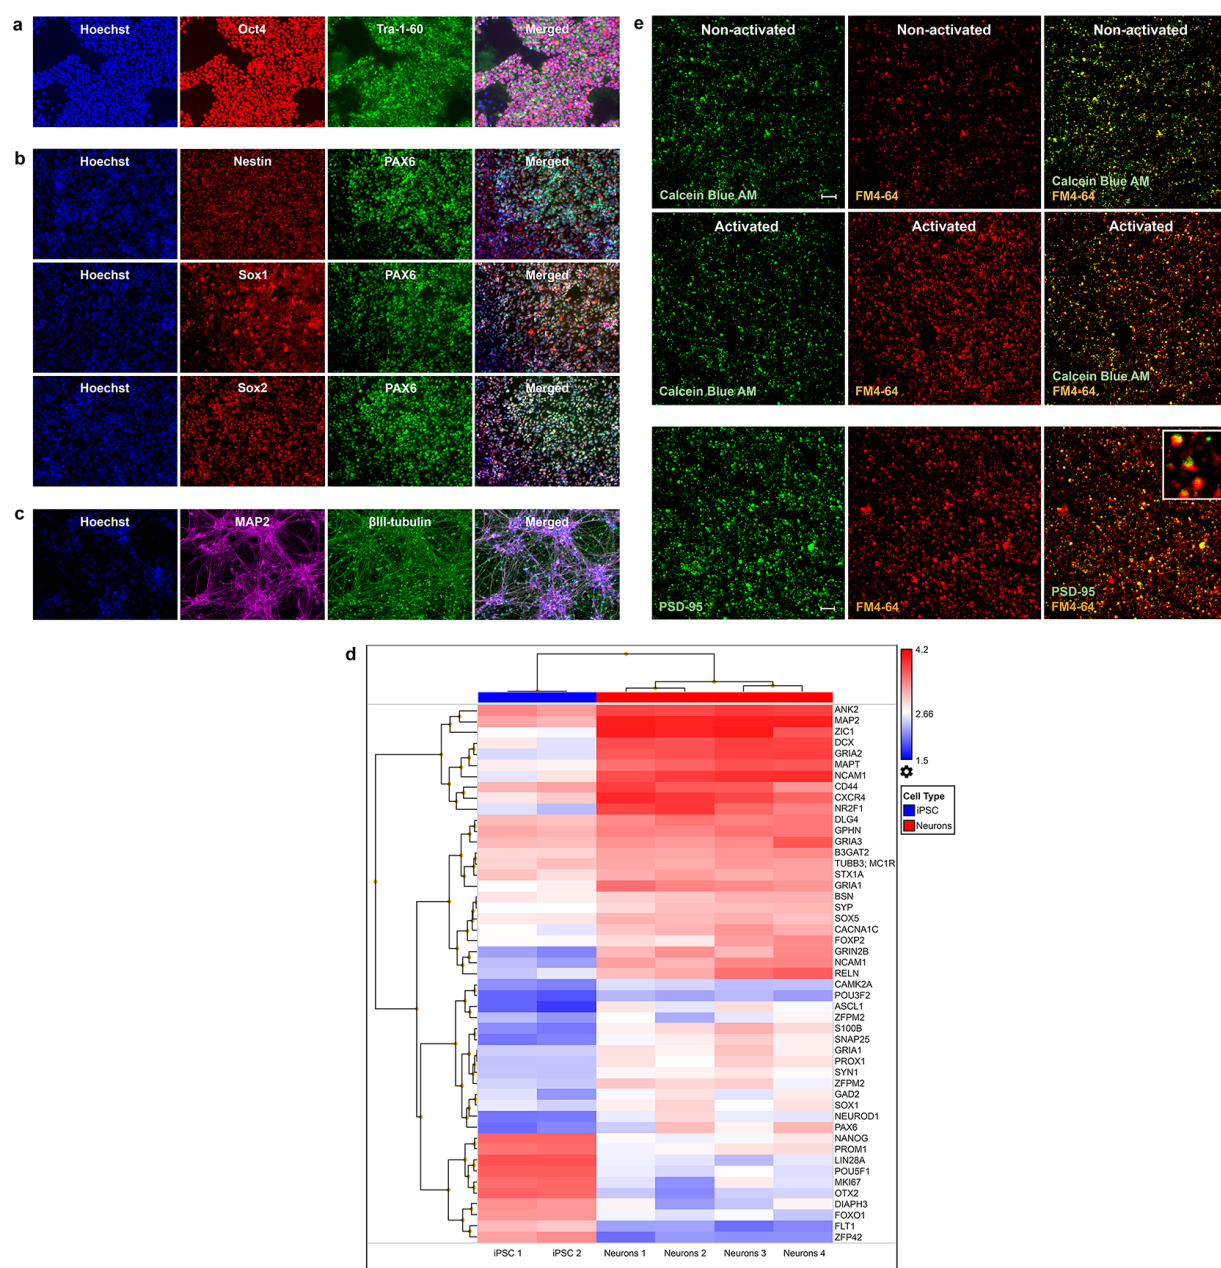 a
Hoechst Oct4 Tra-1-60 Merged
b
Hoechst Nestin PAX6 Merged
Hoechst Sox1 PAX6 Merged
Hoechst Sox2 PAX6 Merged
c
Hoechst MAP2 βIII-tubulin Merged
e
Non-activated Non-activated Non-activated
Calcein Blue AM FM4-64 Calcein Blue AM
FM4-64
Activated Activated Activated
Calcein Blue AM FM4-64 Calcein Blue AM
FM4-64
PSD-95 FM4-64 PSD-95
FM4-64
d
4.2
2.66
1.5
Cell Type
iPSC
Neurons
ANK2
MAP2
ZIC1
DCX
GRIA2
MAPT
NCAM1
CD44
CXCR4
NR2F1
DLG4
GPHN
GRIA3
B3GAT2
TUBB3; MC1R
STX1A
GRIA1
BSN
SYP
SOX5
CACNA1C
FOXP2
GRIN2B
NCAM1
RELN
CAMK2A
POU3F2
ASCL1
ZFPM2
S100B
SNAP25
GRIA1
PROX1
SYN1
ZFPM2
GAD2
SOX1
NEUROD1
PAX6
NANOG
PROM1
LIN28A
POU5F1
MKI67
OTX2
DIAPH3
FOXO1
FLT1
ZFP42
iPSC 1 iPSC 2 Neurons 1 Neurons 2 Neurons 3 Neurons 4